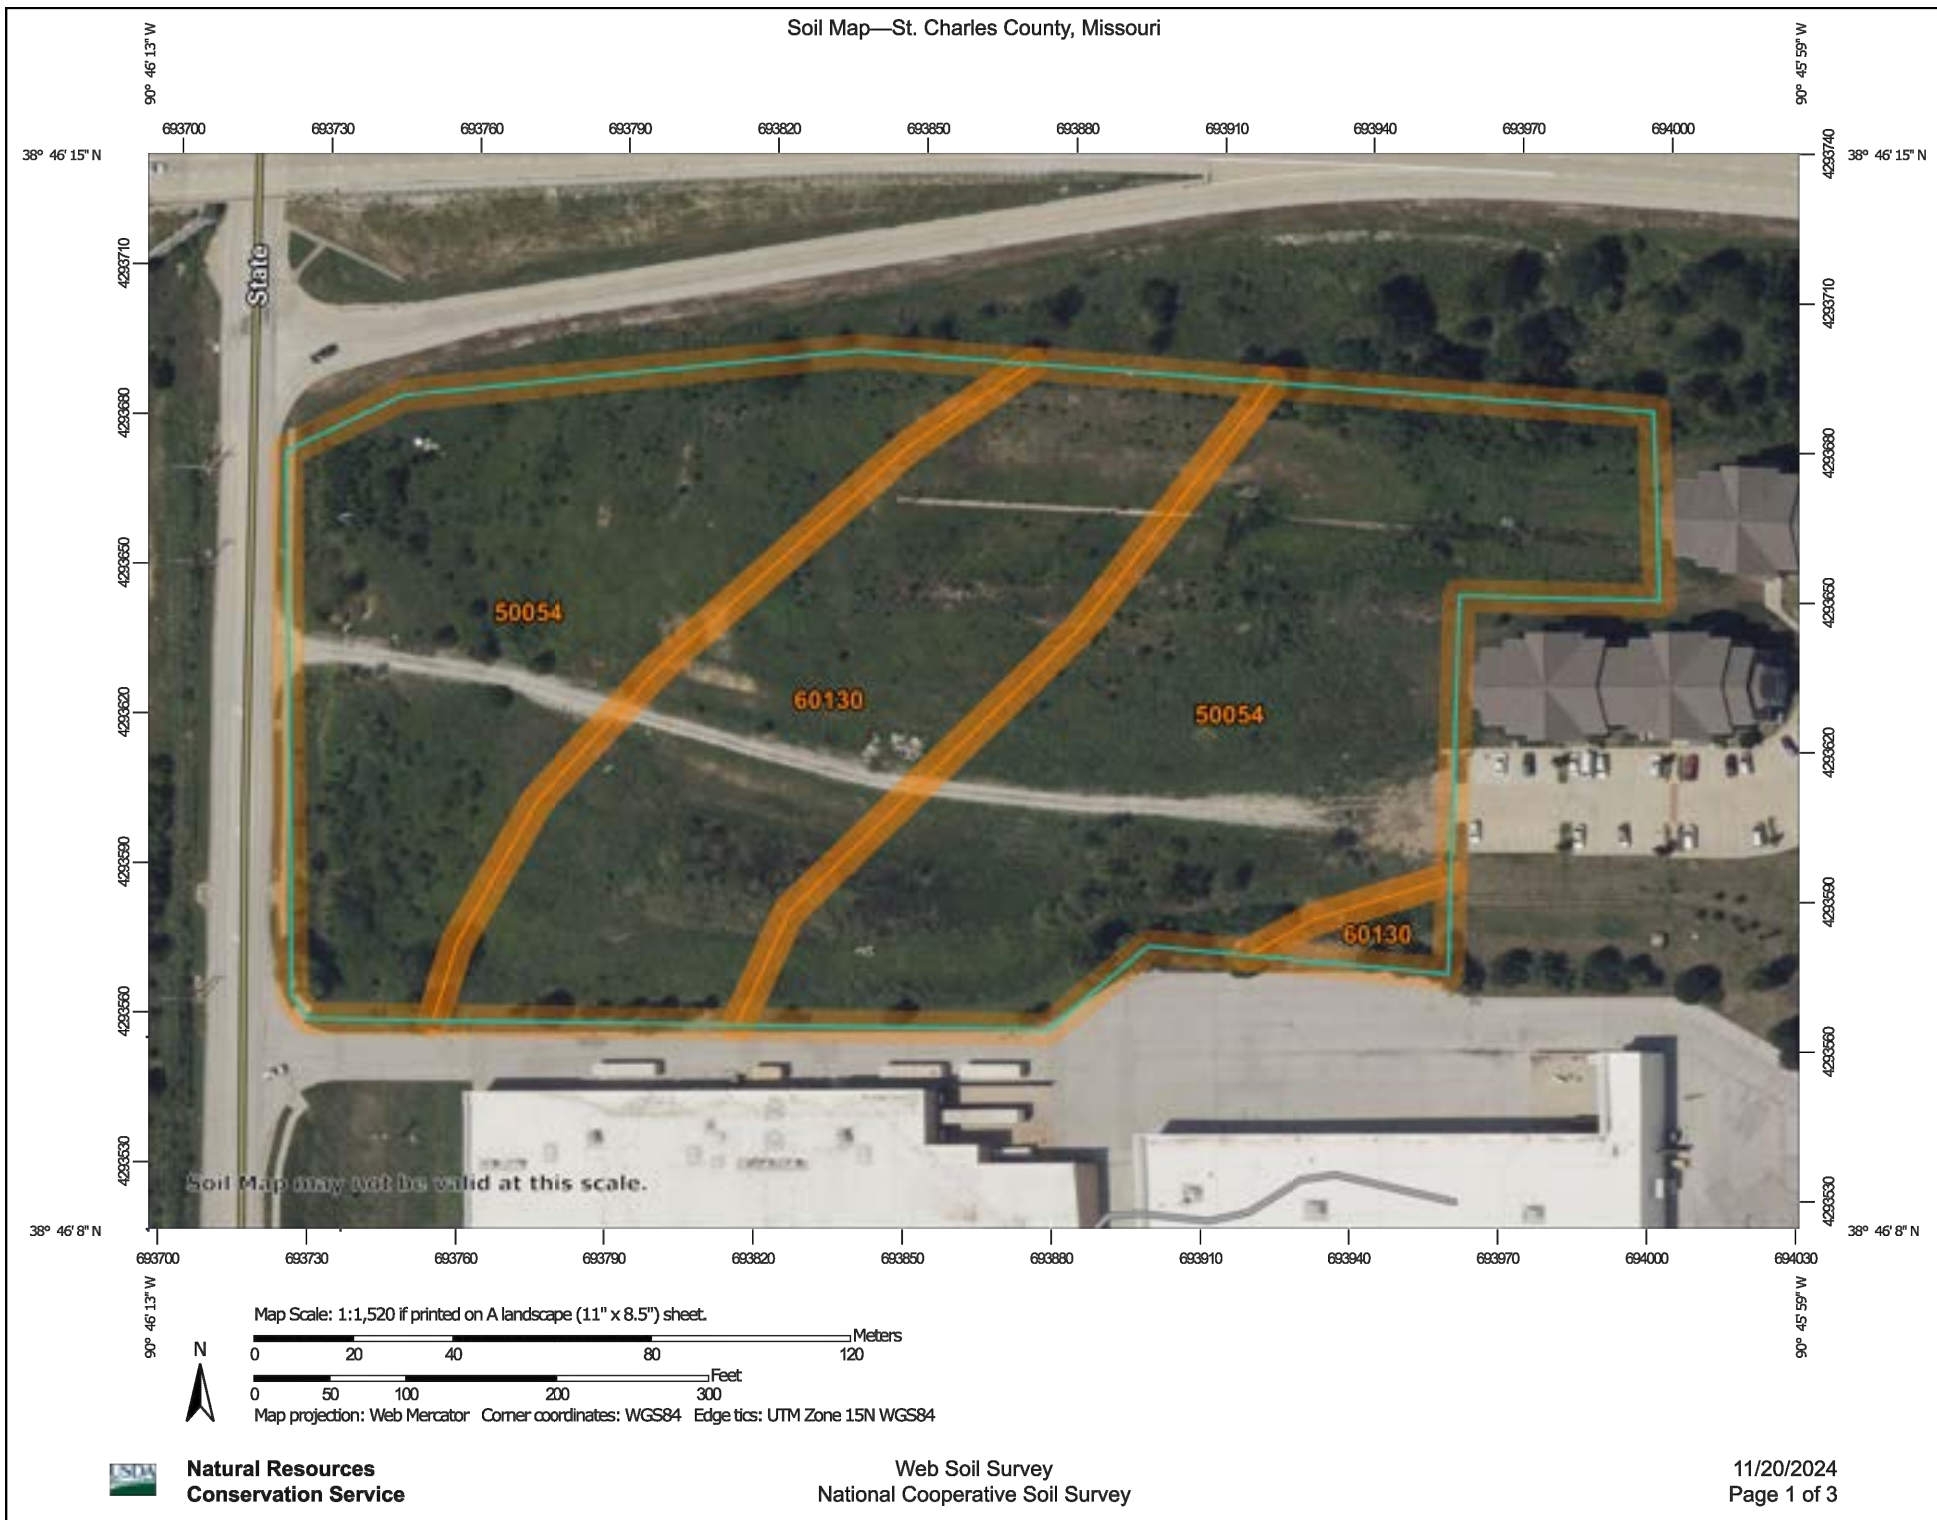 Soil Map—St. Charles County, Missouri
90° 46' 13" W
90° 45' 59" W
693700 693730 693760 693790 693820 693850 693880 693910 693940 693970 694000
38° 46' 15" N
38° 46' 15" N
4293740
4293710
4293710
State
4293680
4293680
4293650
4293650
50054
60130
50054
4293620
4293620
4293590
4293590
60130
4293560
4293560
4293530
4293530
Soil Map may not be valid at this scale.
38° 46' 8" N
38° 46' 8" N
693700 693730 693760 693790 693820 693850 693880 693910 693940 693970 694000 694030
90° 46' 13" W
90° 45' 59" W
Map Scale: 1:1,520 if printed on A landscape (11" x 8.5") sheet.
Meters
0 20 40 80 120
N
Feet
0 50 100 200 300
Map projection: Web Mercator Corner coordinates: WGS84 Edge tics: UTM Zone 15N WGS84
USDA
Natural Resources
Conservation Service
Web Soil Survey
National Cooperative Soil Survey
11/20/2024
Page 1 of 3